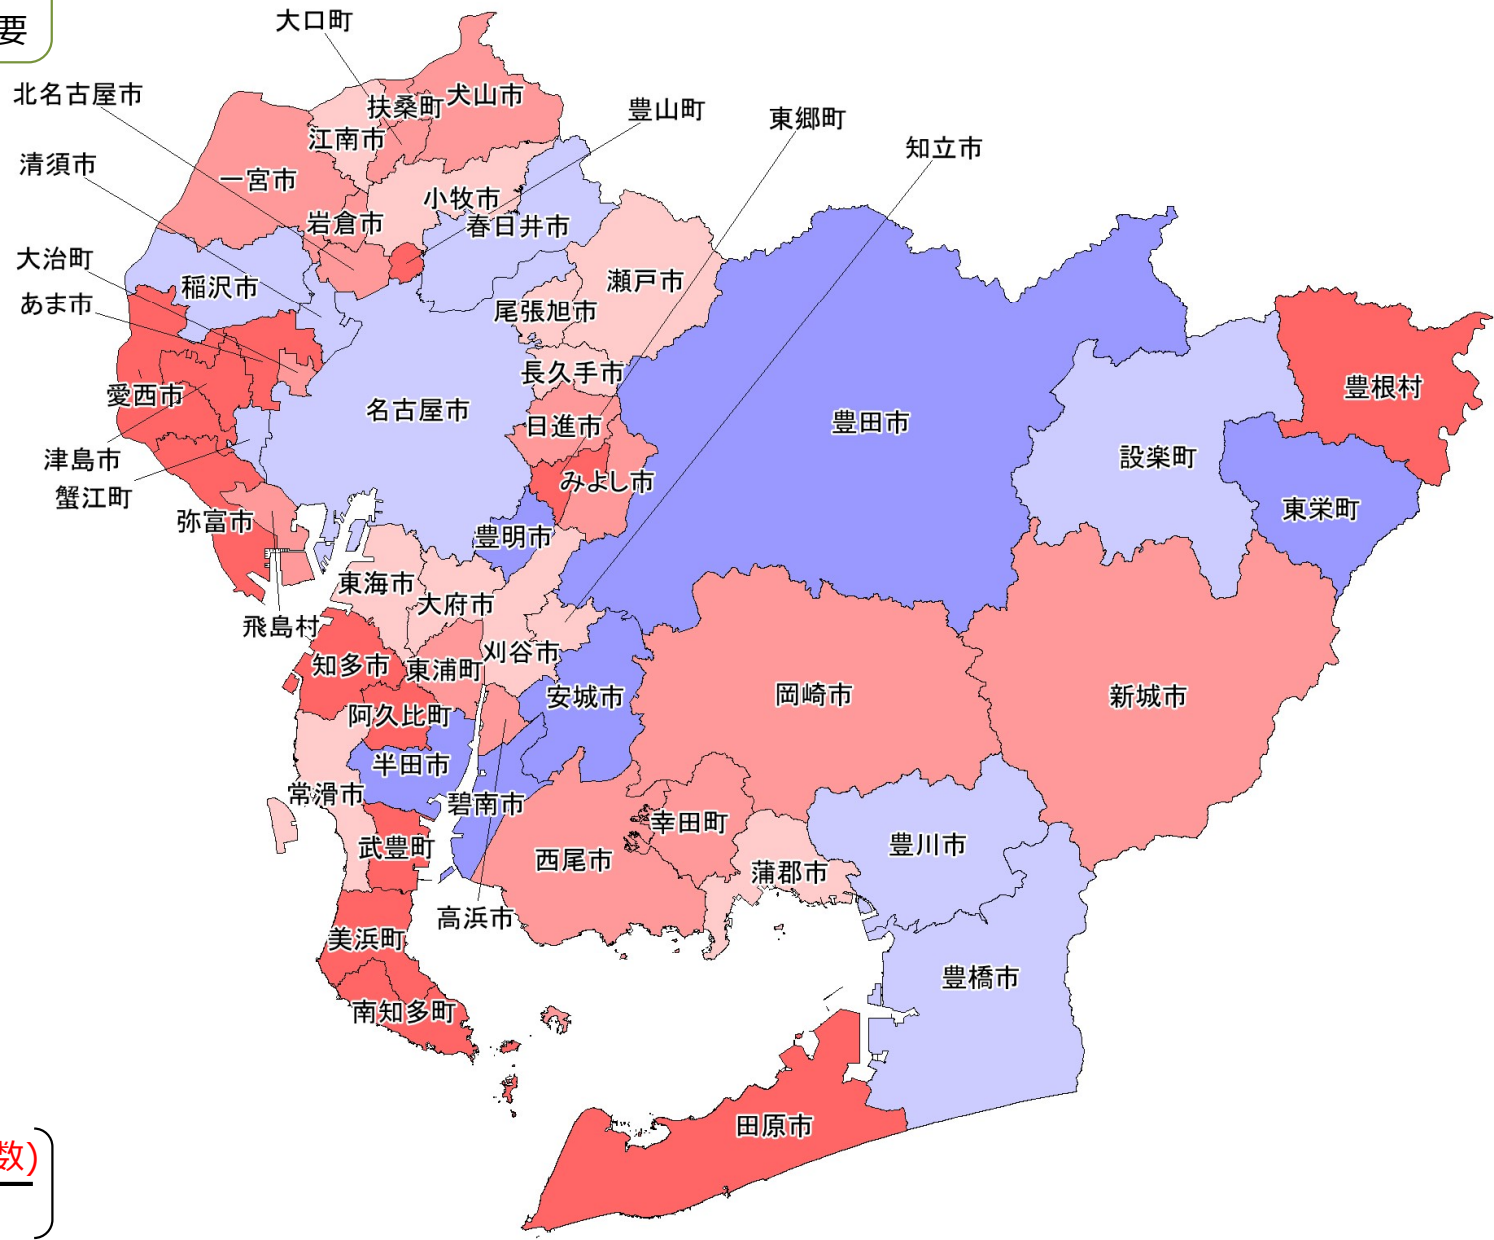 要
大口町
北名古屋市
扶桑町
犬山市
豊山町
東郷町
江南市
知立市
清須市
一宮市
小牧市
岩倉市
春日井市
大治町
稲沢市
瀬戸市
あま市
尾張旭市
長久手市
豊根村
愛西市
名古屋市
日進市
豊田市
設楽町
津島市
みよし市
蟹江町
東栄町
弥富市
豊明市
東海市
大府市
飛島村
知多市
東浦町
刈谷市
安城市
岡崎市
新城市
阿久比町
半田市
常滑市
碧南市
幸田町
武豊町
西尾市
蒲郡市
豊川市
高浜市
美浜町
豊橋市
南知多町
田原市
数)